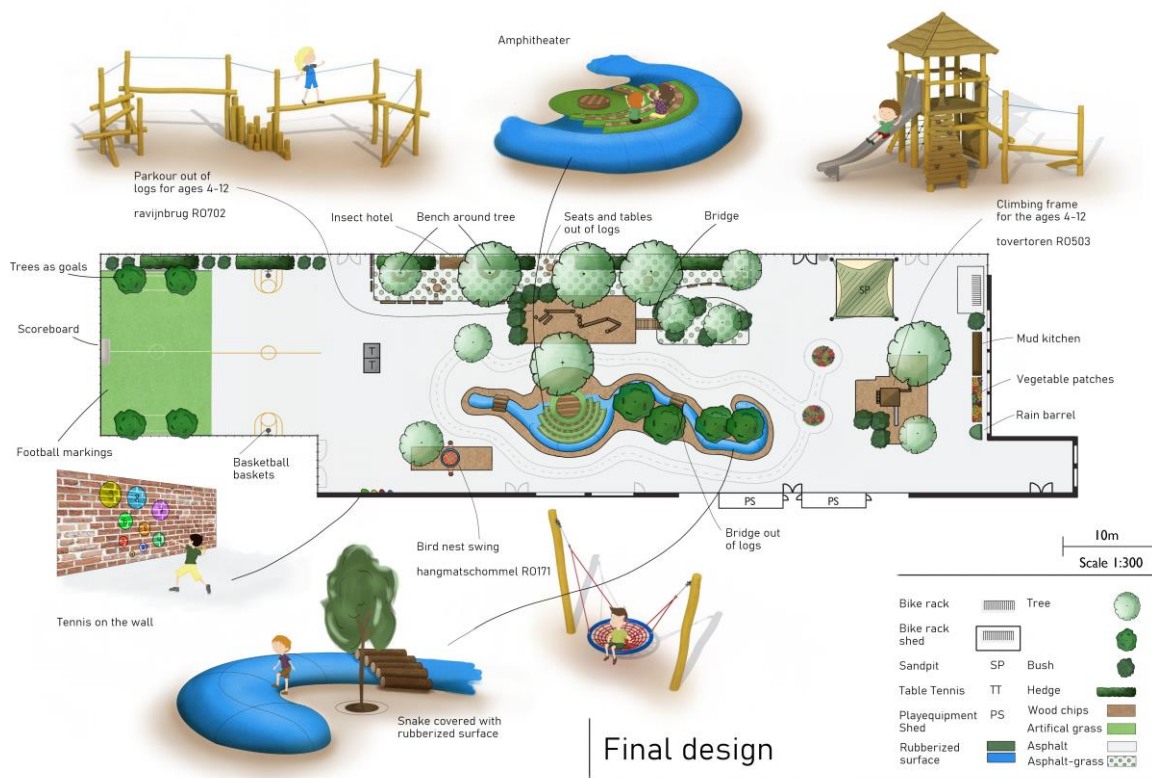 Amphitheater
Parkour out of
logs for ages 4-12
ravijnbrug RO702
Insect hotel
Bench around tree
Seats and tables
out of logs
Bridge
Climbing frame
for the ages 4-12
tovertoren RO503
Trees as goals
SP
Scoreboard
T
T
Mud kitchen
Vegetable patches
Rain barrel
Football markings
Basketball
baskets
PS
PS
Bird nest swing
hangmatschommel RO171
Bridge out
of logs
10m
Scale 1:300
Tennis on the wall
Snake covered with
rubberized surface
Final design
Bike rack
Tree
Bike rack
shed
Sandpit
SP
Bush
Table Tennis
TT
Hedge
Playequipment
Shed
PS
Wood chips
Artifical grass
Rubberized
surface
Asphalt
Asphalt-grass